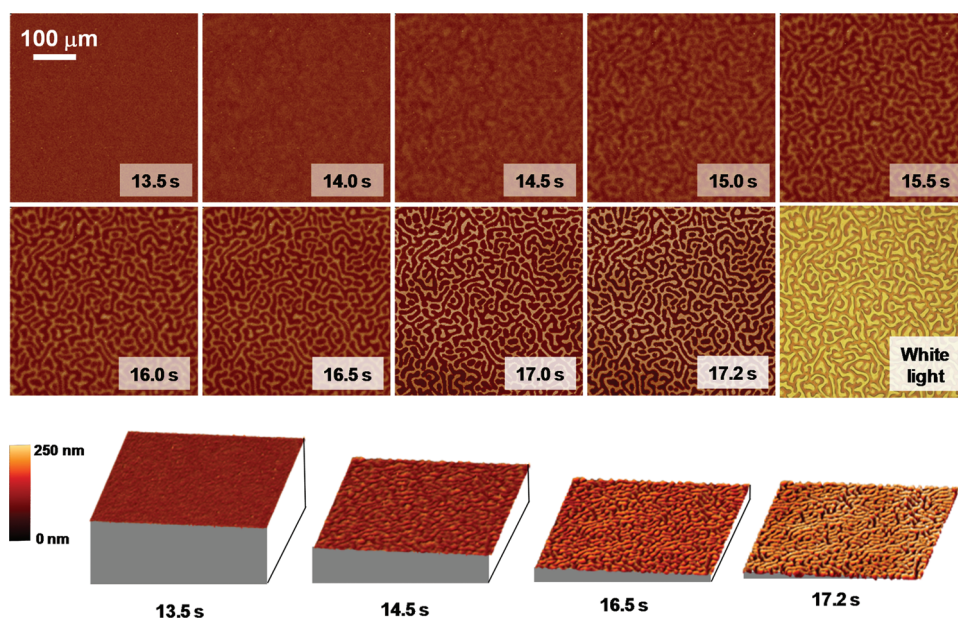 100 μm
13.5 s
14.0 s
14.5 s
15.0 s
15.5 s
16.0 s
16.5 s
17.0 s
17.2 s
White
light
250 nm
0 nm
13.5 s
14.5 s
16.5 s
17.2 s